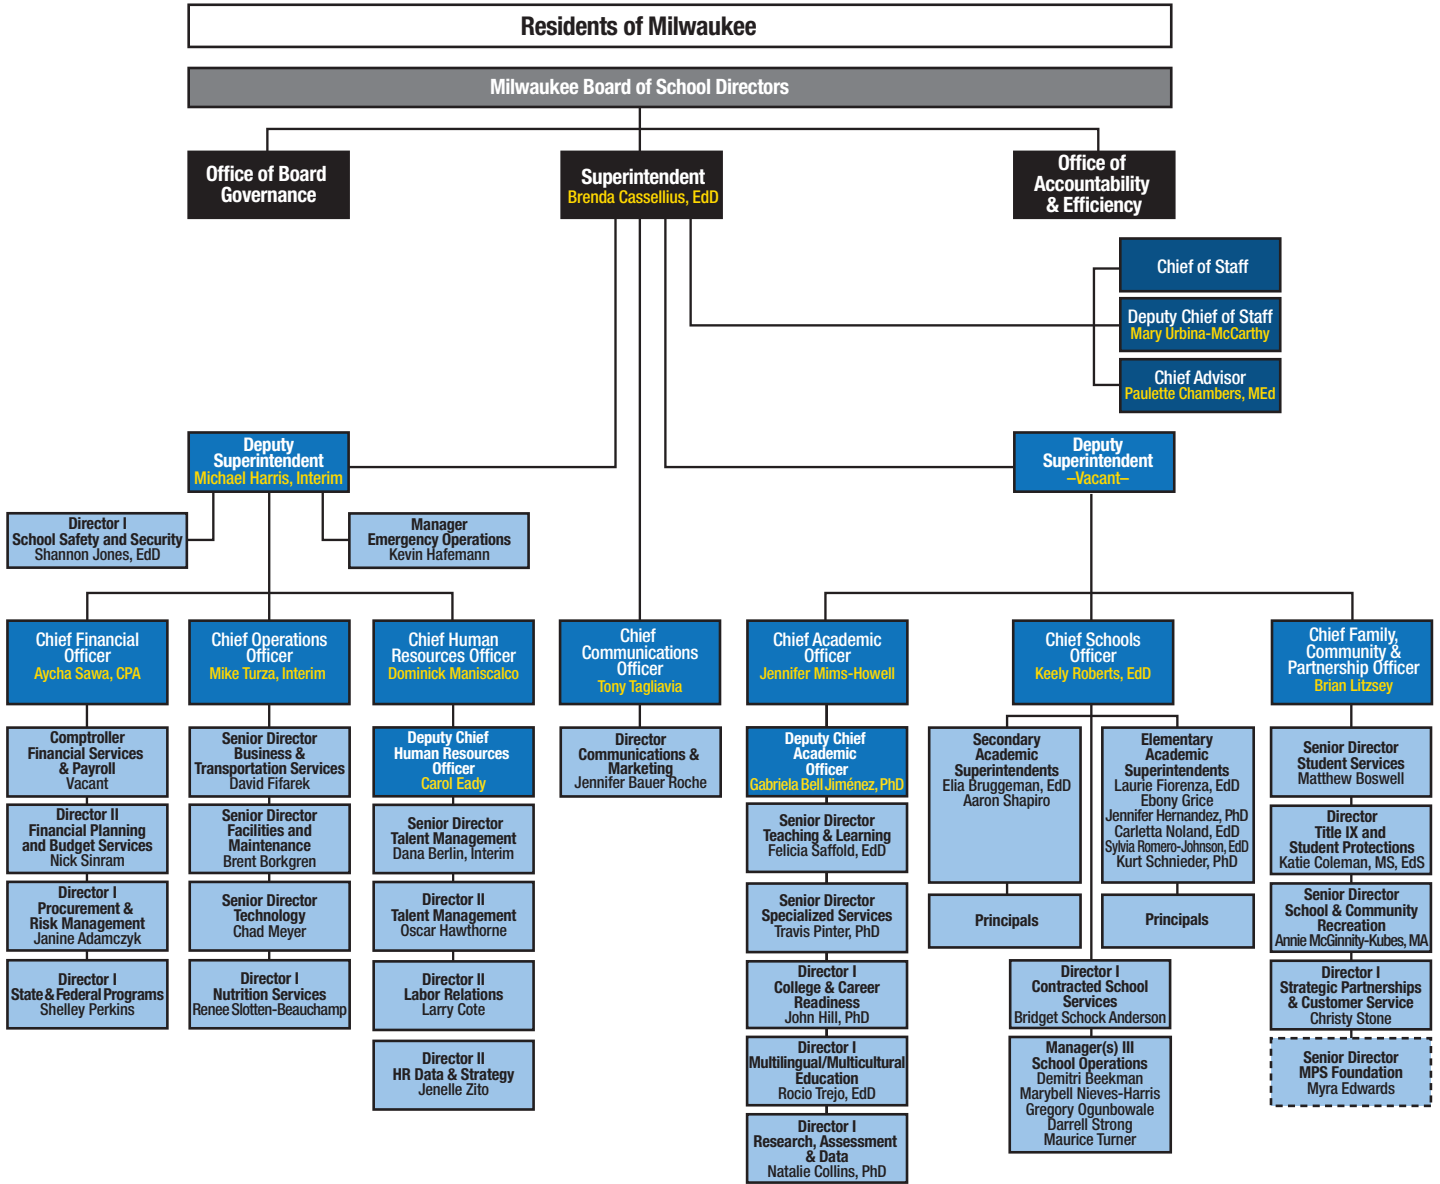 Residents of Milwaukee
Milwaukee Board of School Directors
Office of Board
Governance
Superintendent
Brenda Cassellius, EdD
Office of
Accountability
& Efficiency
Chief of Staff
Deputy Chief of Staff
Mary Urbina-McCarthy
Chief Advisor
Paulette Chambers, MEd
Deputy
Superintendent
Michael Harris, Interim
Deputy
Superintendent
–Vacant–
Director I
School Safety and Security
Shannon Jones, EdD
Manager
Emergency Operations
Kevin Hafemann
Chief Financial
Officer
Aycha Sawa, CPA
Comptroller
Financial Services
& Payroll
Vacant
Director II
Financial Planning
and Budget Services
Nick Sinram
Director I
Procurement &
Risk Management
Janine Adamczyk
Director I
State & Federal Programs
Shelley Perkins
Chief Operations
Officer
Mike Turza, Interim
Senior Director
Business &
Transportation Services
David Fifarek
Senior Director
Facilities and
Maintenance
Brent Borkgren
Senior Director
Technology
Chad Meyer
Director I
Nutrition Services
Renee Slotten-Beauchamp
Chief Human
Resources Officer
Dominick Maniscalco
Deputy Chief
Human Resources
Officer
Carol Eady
Senior Director
Talent Management
Dana Berlin, Interim
Director II
Talent Management
Oscar Hawthorne
Director II
Labor Relations
Larry Cote
Director II
HR Data & Strategy
Jenelle Zito
Chief
Communications
Officer
Tony Tagliavia
Director
Communications &
Marketing
Jennifer Bauer Roche
Chief Academic
Officer
Jennifer Mims-Howell
Deputy Chief
Academic
Officer
Gabriela Bell Jiménez, PhD
Senior Director
Teaching & Learning
Felicia Saffold, EdD
Senior Director
Specialized Services
Travis Pinter, PhD
Director I
College & Career
Readiness
John Hill, PhD
Director I
Multilingual/Multicultural
Education
Rocio Trejo, EdD
Director I
Research, Assessment
& Data
Natalie Collins, PhD
Chief Schools
Officer
Keely Roberts, EdD
Secondary
Academic
Superintendents
Elia Bruggeman, EdD
Aaron Shapiro
Principals
Elementary
Academic
Superintendents
Laurie Fiorenza, EdD
Ebony Grice
Jennifer Hernandez, PhD
Carletta Noland, EdD
Sylvia Romero-Johnson, EdD
Kurt Schnieder, PhD
Principals
Director I
Contracted School
Services
Bridget Schock Anderson
Manager(s) III
School Operations
Demitri Beekman
Marybell Nieves-Harris
Gregory Ogunbowale
Darrell Strong
Maurice Turner
Chief Family,
Community &
Partnership Officer
Brian Litzsey
Senior Director
Student Services
Matthew Boswell
Director
Title IX and
Student Protections
Katie Coleman, MS, EdS
Senior Director
School & Community
Recreation
Annie McGinnity-Kubes, MA
Director I
Strategic Partnerships
& Customer Service
Christy Stone
Senior Director
MPS Foundation
Myra Edwards